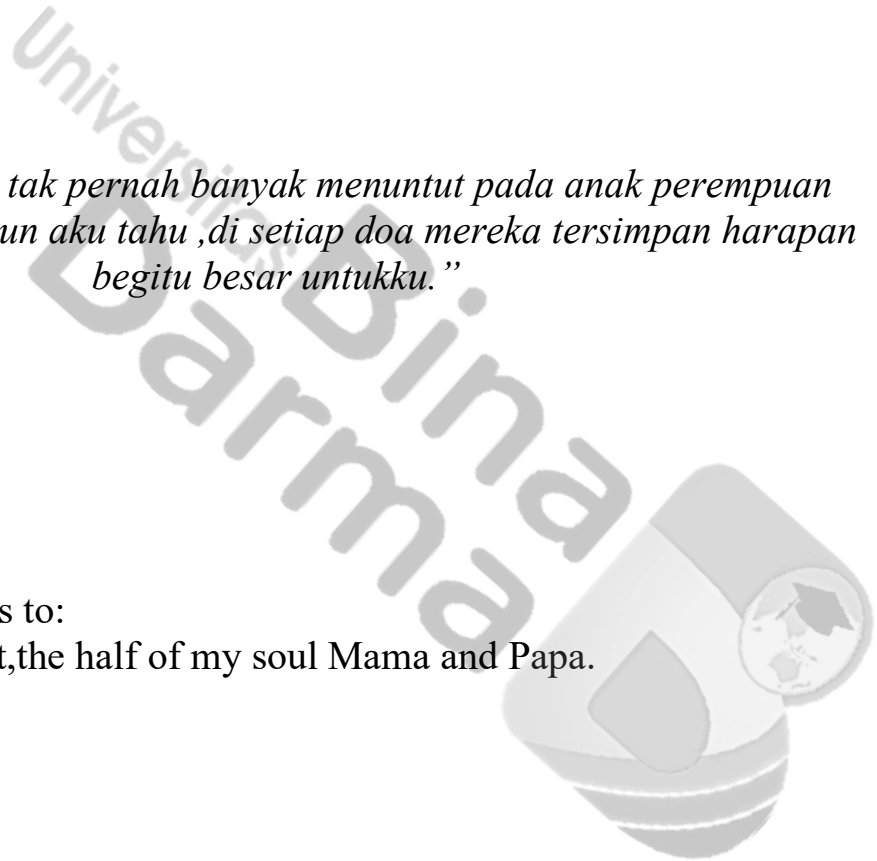 tak pernah banyak menuntut pada anak perempuan
un aku tahu ,di setiap doa mereka tersimpan harapan
begitu besar untukku.”
s to:
t,the half of my soul Mama and Papa.
Universitas
Bina
Darma